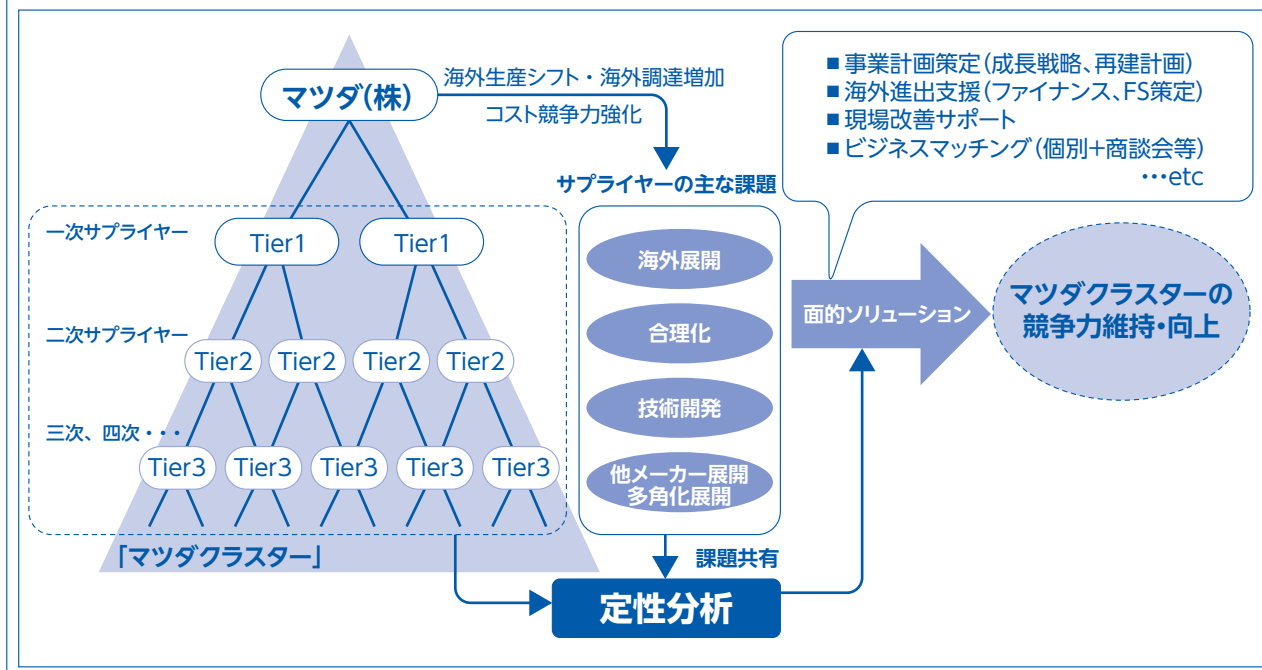 マツダ(株)
海外生産シフト・海外調達増加
コスト競争力強化
サプライヤーの主な課題
■ 事業計画策定(成長戦略、再建計画)
■ 海外進出支援(ファイナンス、FS策定)
■ 現場改善サポート
■ ビジネスマッチング(個別+商談会等)
・・・etc
一次サプライヤー
Tier1
Tier1
二次サプライヤー
Tier2
Tier2
Tier2
Tier2
三次、四次・・・
Tier3
Tier3
Tier3
Tier3
Tier3
「マツダクラスター」
海外展開
合理化
技術開発
他メーカー展開
多角化展開
課題共有
定性分析
面的ソリューション
マツダクラスターの
競争力維持・向上